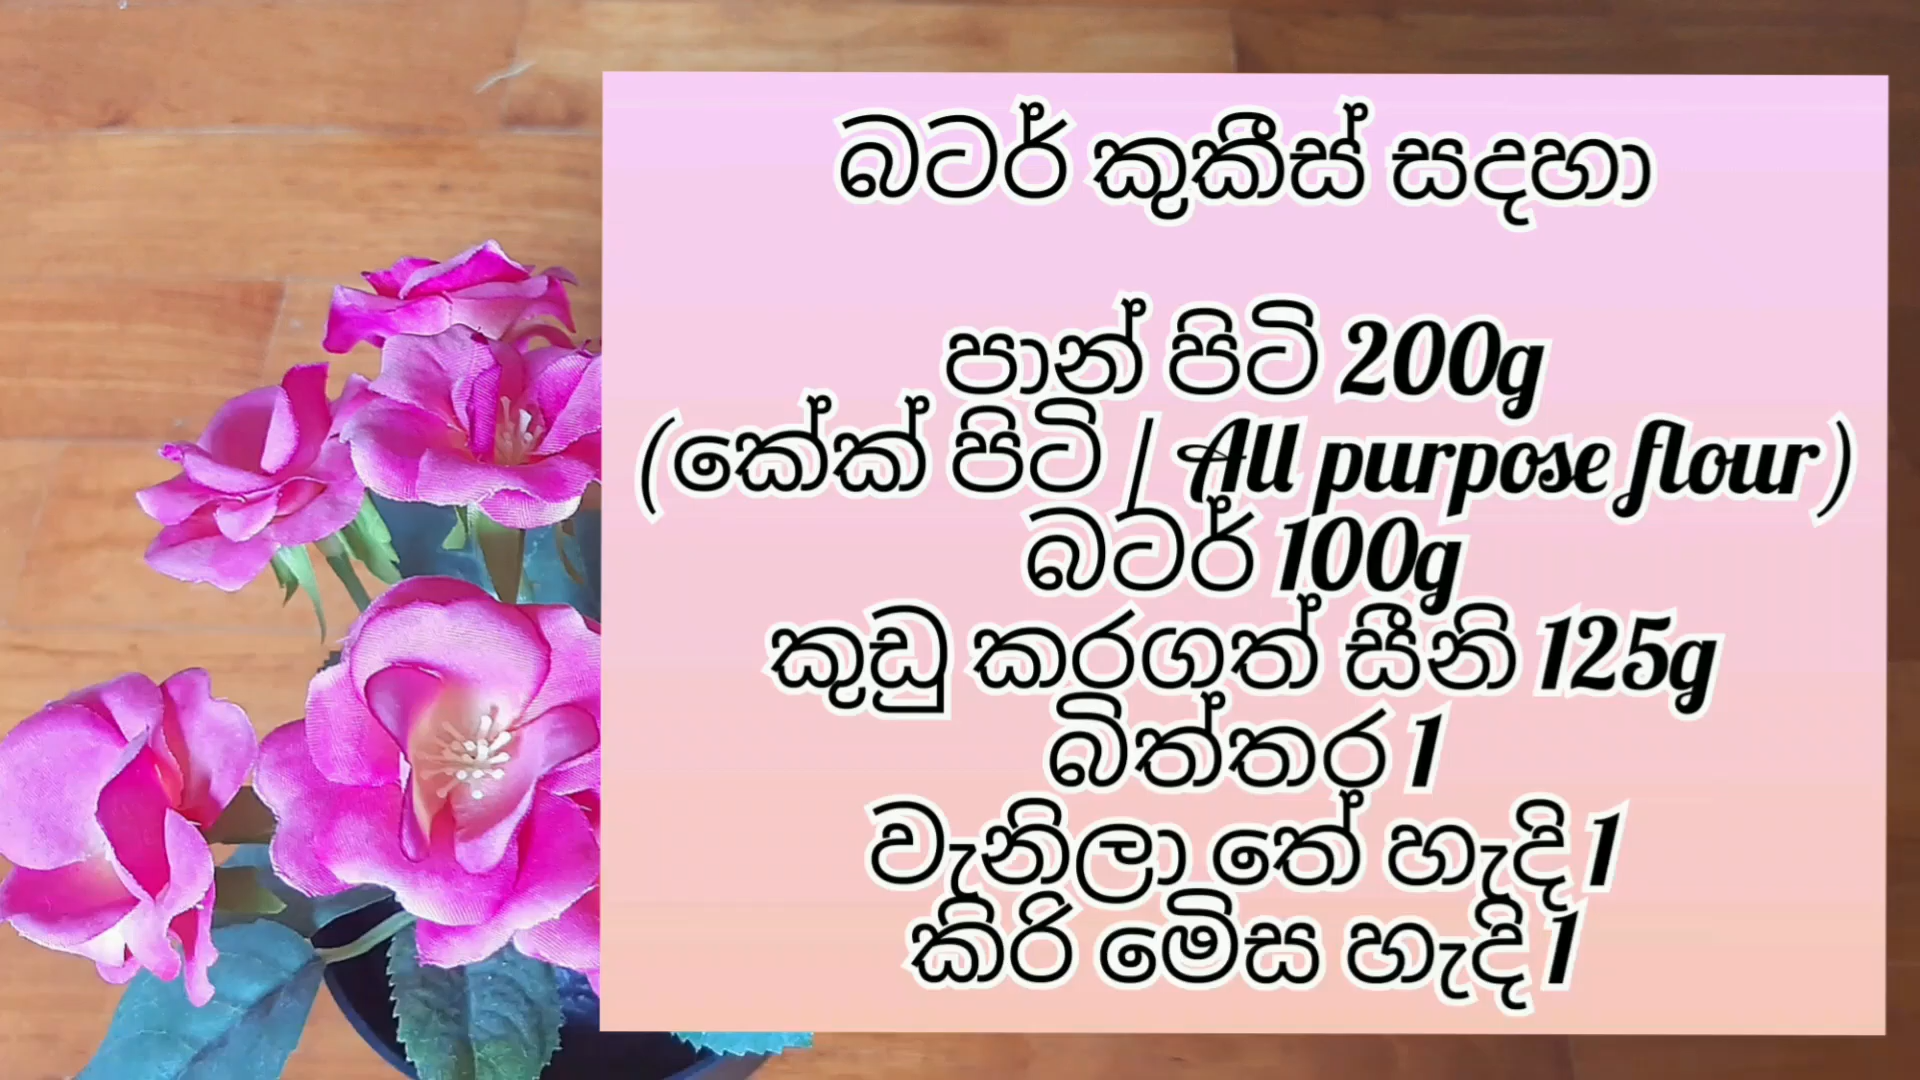 බටර් කුකීස් සදහා
පාන් පිටි 200g
(කේක් පිටි / All purpose flour)
බටර් 100g
කුඩු කරගත් සීනි 125g
බිත්තර 1
වැනිලා තේ හැදි 1
කිරි මේස හැදි 1